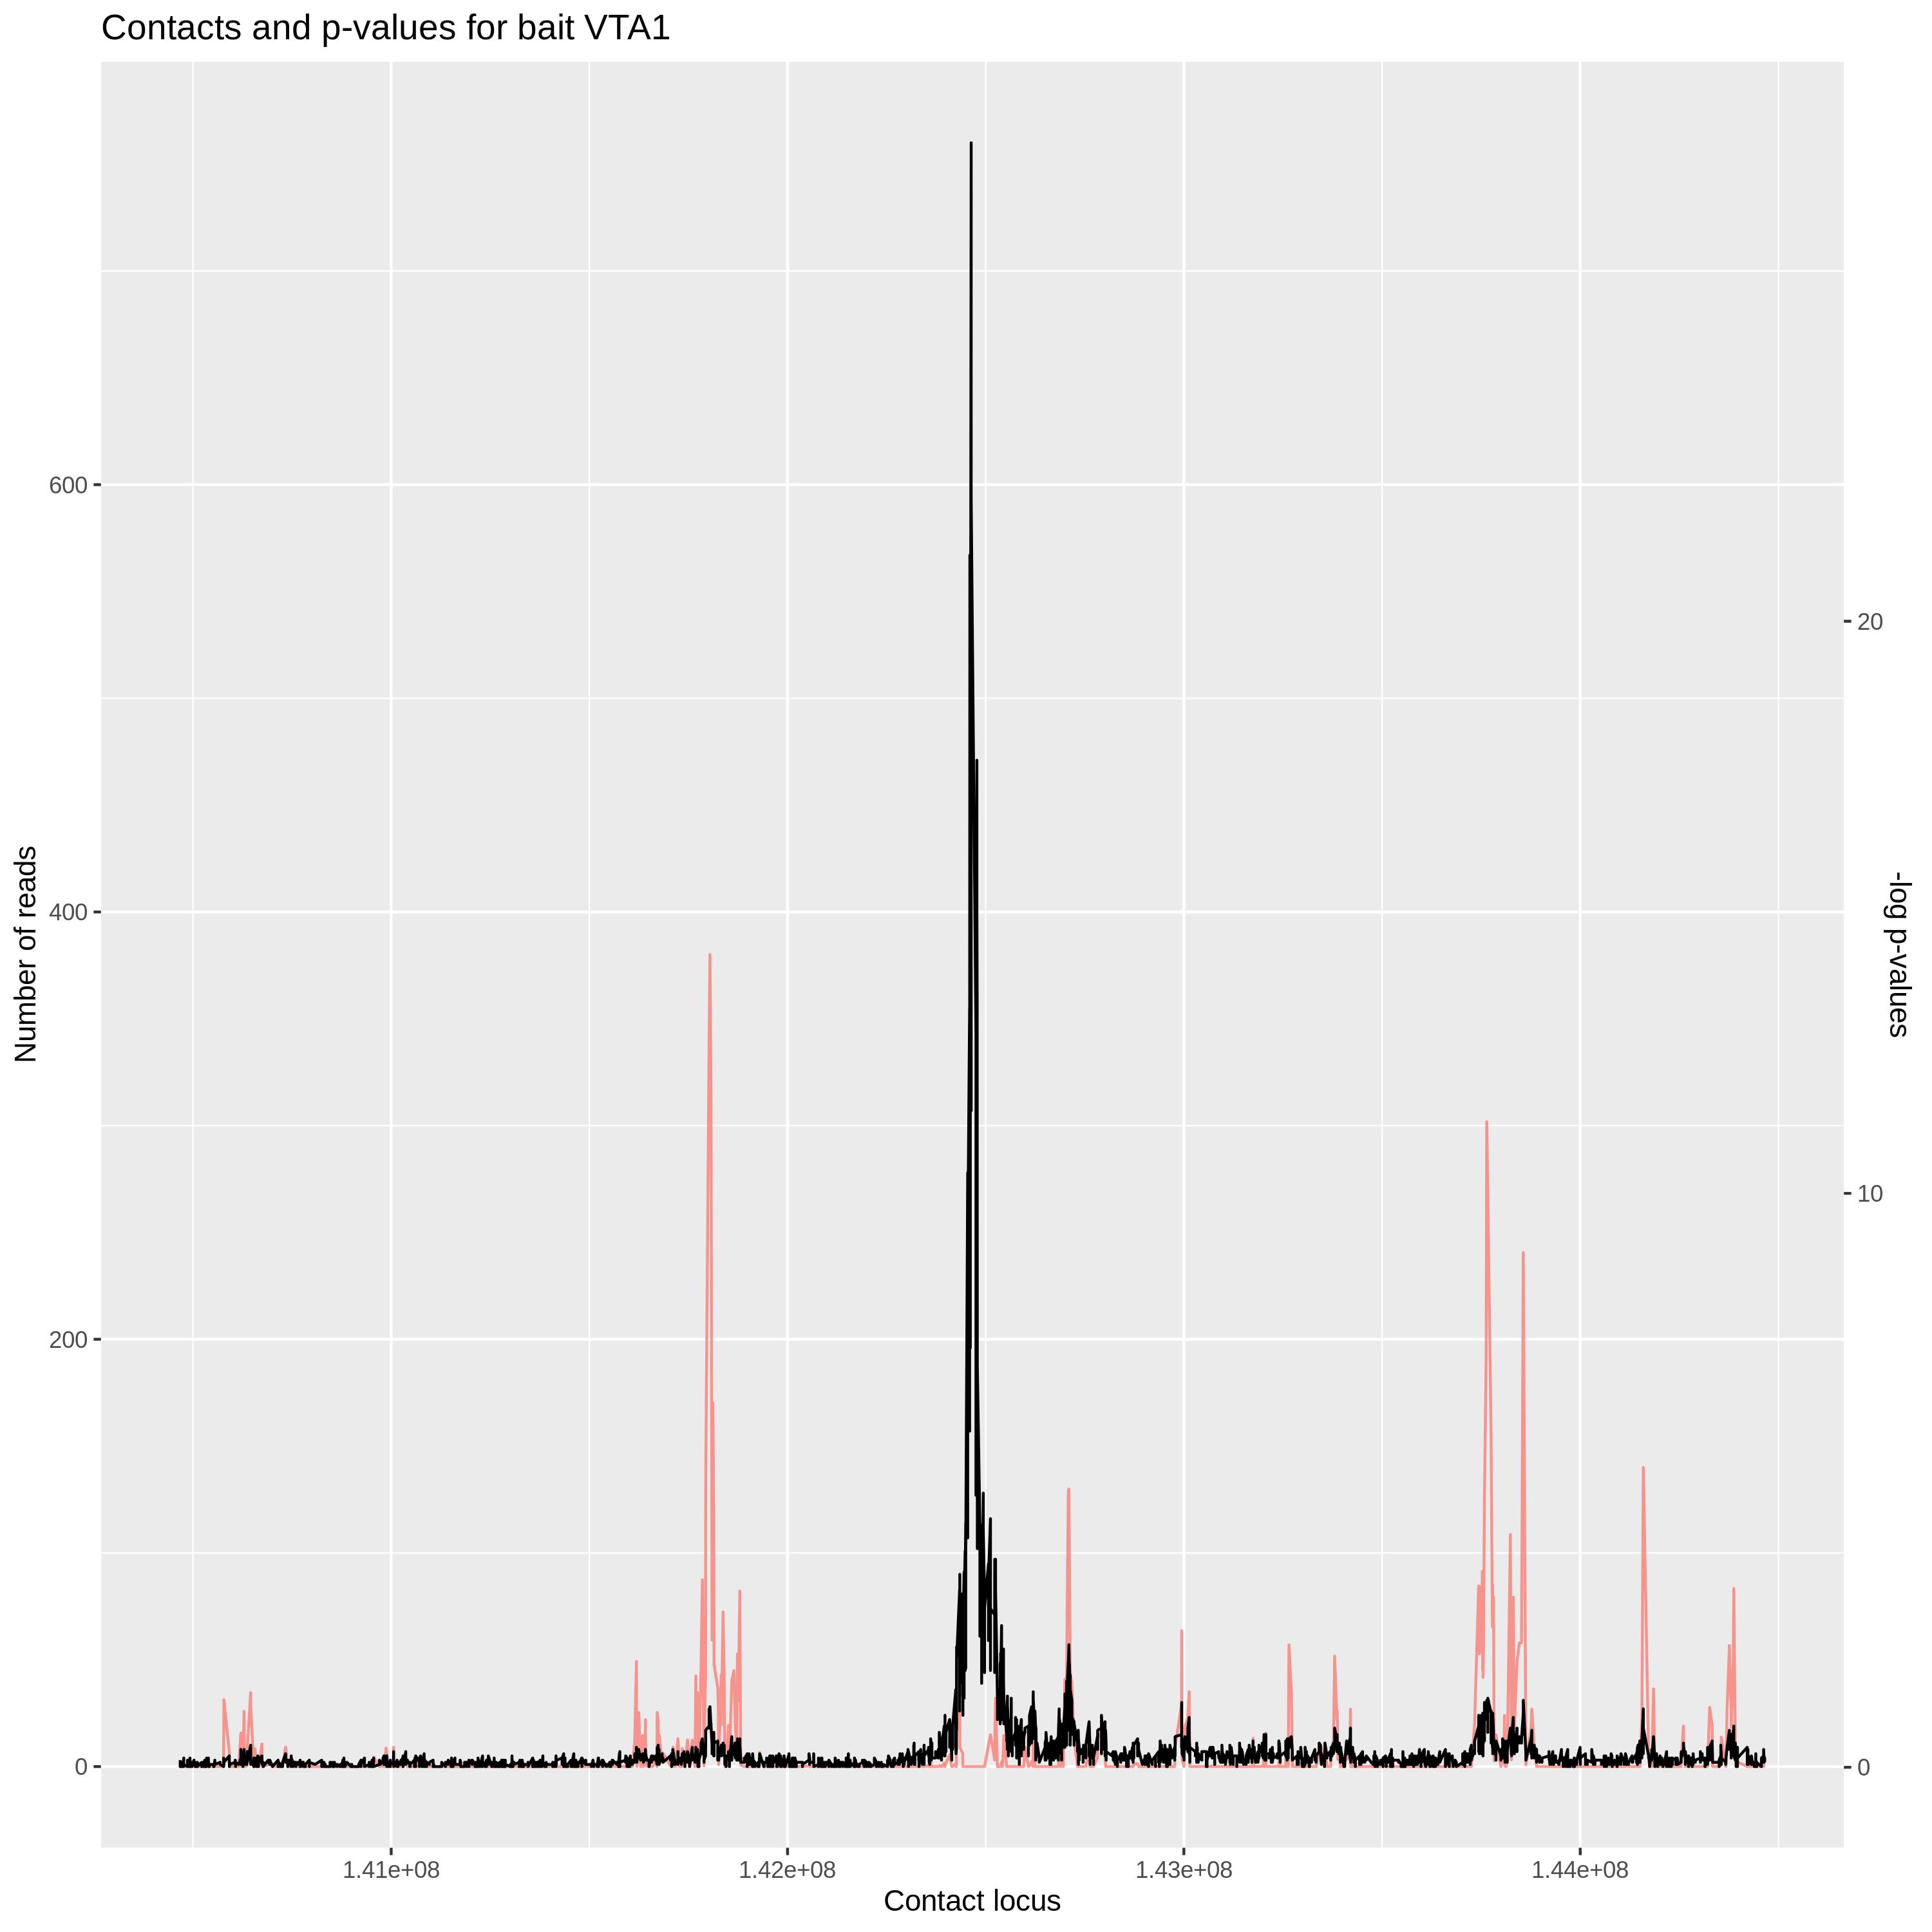 Contacts and p-values for bait VTA1
Number of reads
600
400
200
0
20
10
0
-log p-values
1.41e+08
1.42e+08
1.43e+08
1.44e+08
Contact locus